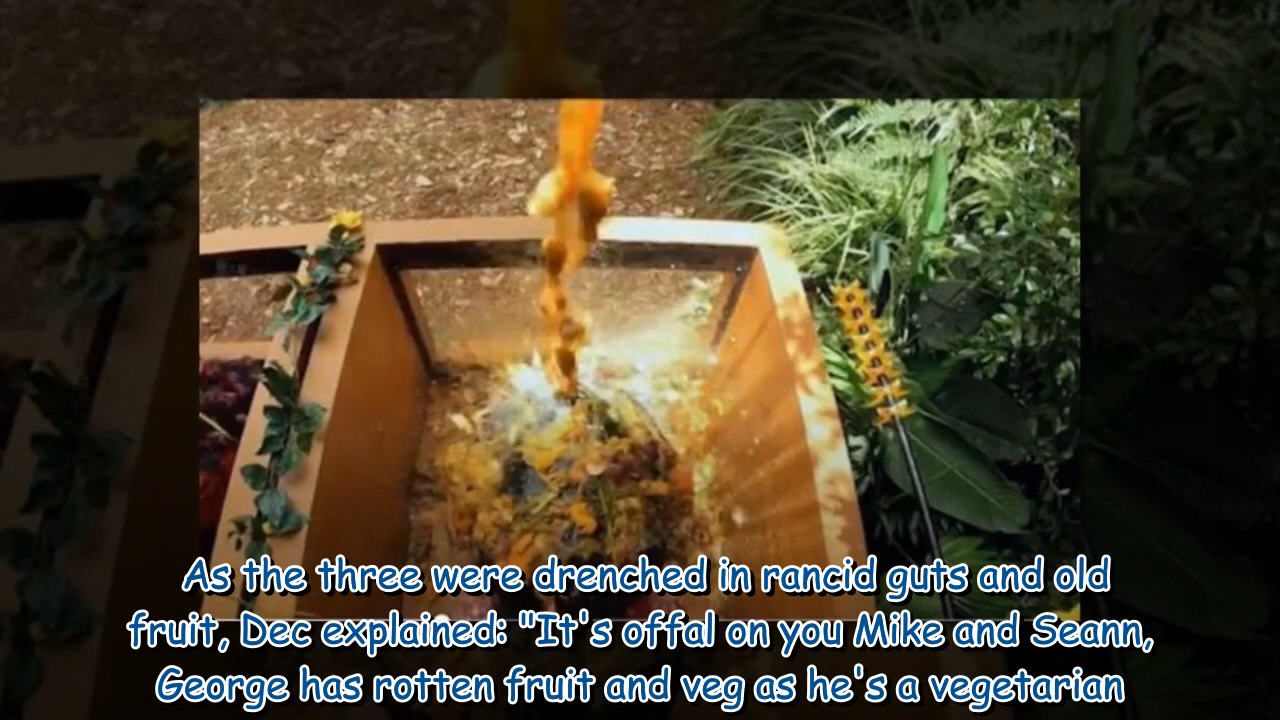 As the three were drenched in rancid guts and old
fruit, Dec explained: "It's offal on you Mike and Seann,
George has rotten fruit and veg as he's a vegetarian